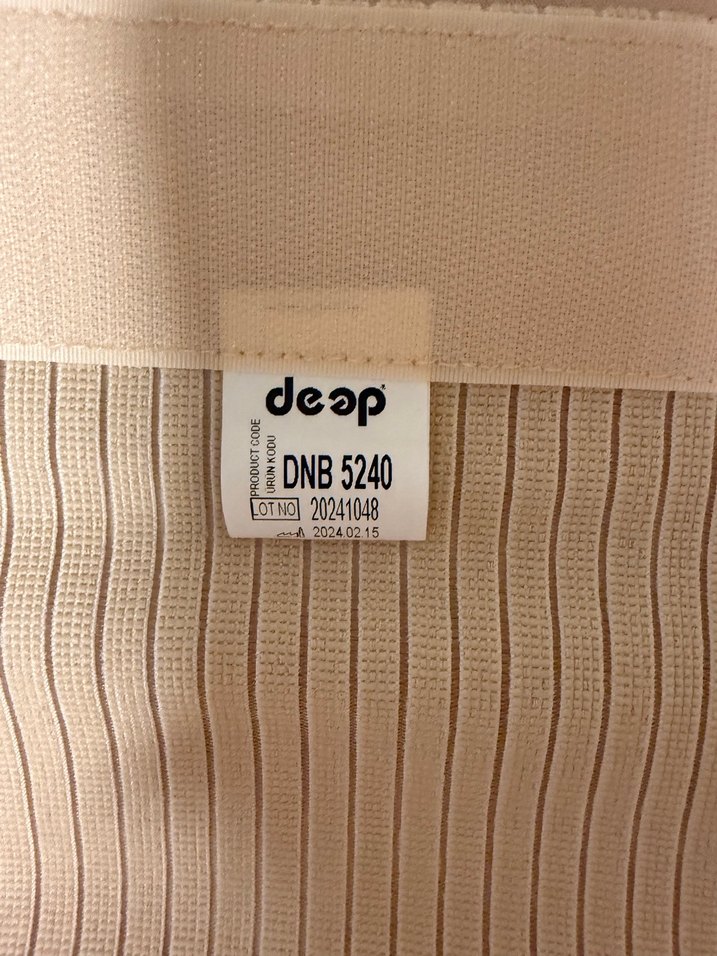 deep
PRODUCT CODE
ÜRÜN KODU
DNB 5240
LOT NO 20241048
2024.02.15